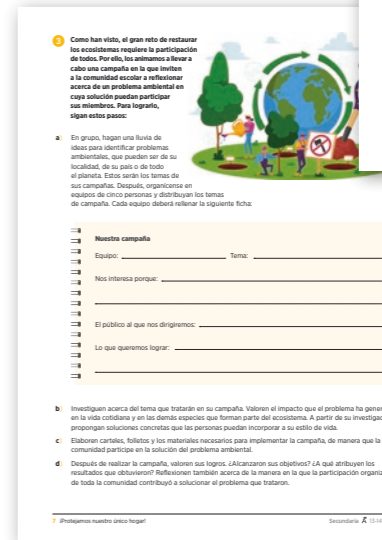 3 Como han visto, el gran reto de restaurar
los ecosistemas requiere la participación
de todos. Por ello, los animamos a llevar a
cabo una campaña en la que inviten
a la comunidad escolar a reflexionar
acerca de un problema ambiental en
cuya solución puedan participar
sus miembros. Para lograrlo,
sigan estos pasos:
a) En grupo, hagan una lluvia de
ideas para identificar problemas
ambientales, que pueden ser de su
localidad, de su país o de todo
el planeta. Estos serán los temas de
sus campañas. Después, organícense en
equipos de cinco personas y distribuyan los temas
de campaña. Cada equipo deberá rellenar la siguiente ficha:
Nuestra campaña
Equipo: Tema:
Nos interesa porque:
El público al que nos dirigiremos:
Lo que queremos lograr:
b) Investiguen acerca del tema que tratarán en su campaña. Valoren el impacto que el problema ha gener
en la vida cotidiana y en las demás especies que forman parte del ecosistema. A partir de su investigac
propongan soluciones concretas que las personas puedan incorporar a su estilo de vida.
c) Elaboren carteles, folletos y los materiales necesarios para implementar la campaña, de manera que la
comunidad participe en la solución del problema ambiental.
d) Después de realizar la campaña, valoren sus logros. ¿Alcanzaron sus objetivos? ¿A qué atribuyen los
resultados que obtuvieron? Reflexionen también acerca de la manera en la que la participación organiz
de toda la comunidad contribuyó a solucionar el problema que trataron.
7 ¡Protejamos nuestro único hogar! Secundaria 13-14